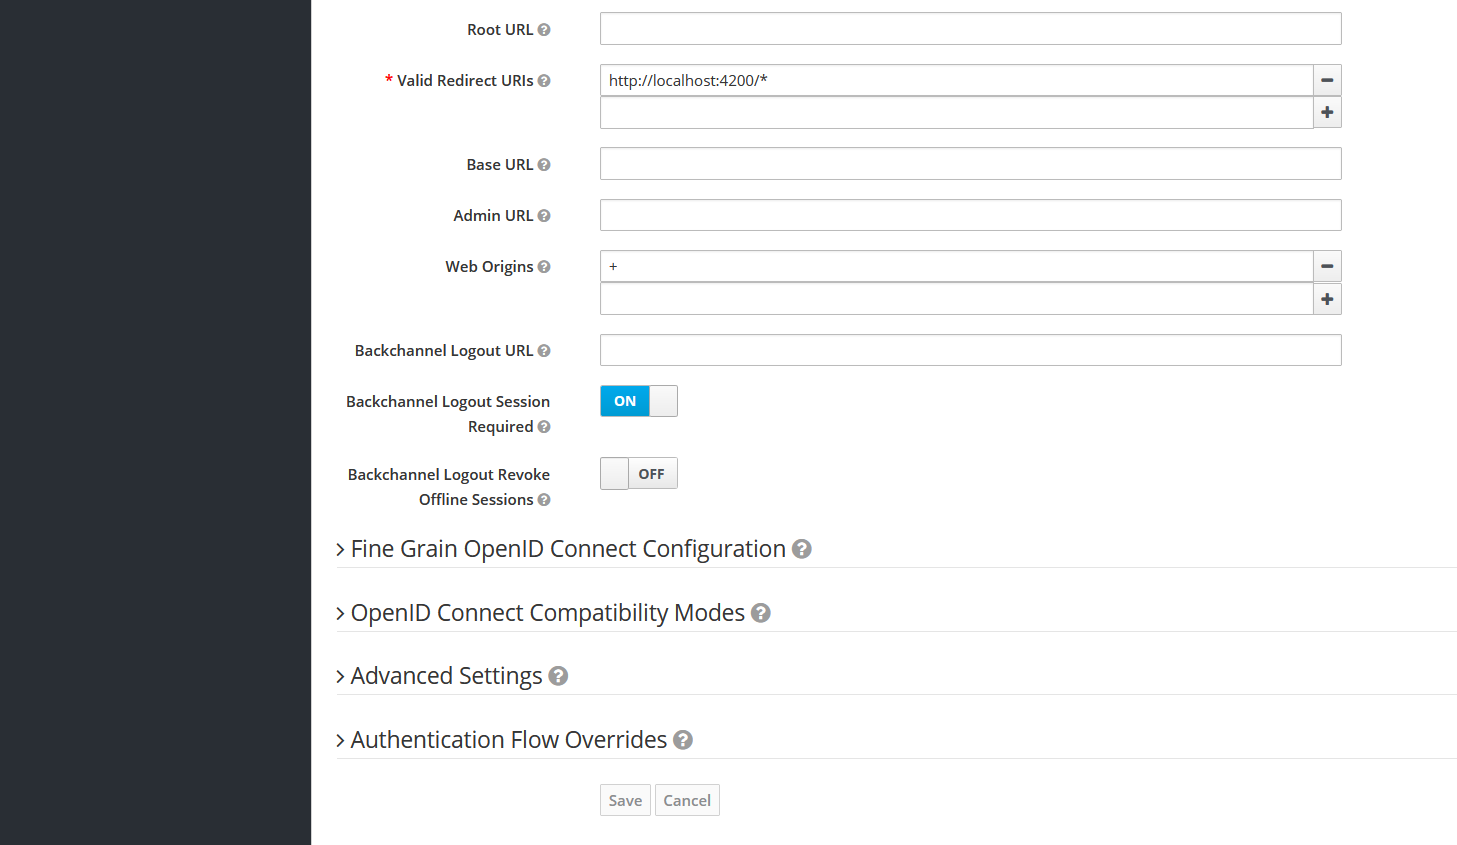 Root URL
* Valid Redirect URIs
http://localhost:4200/*
Base URL
Admin URL
Web Origins
+
Backchannel Logout URL
Backchannel Logout Session
Required
ON
Backchannel Logout Revoke
Offline Sessions
OFF
Fine Grain OpenID Connect Configuration
OpenID Connect Compatibility Modes
Advanced Settings
Authentication Flow Overrides
Save Cancel